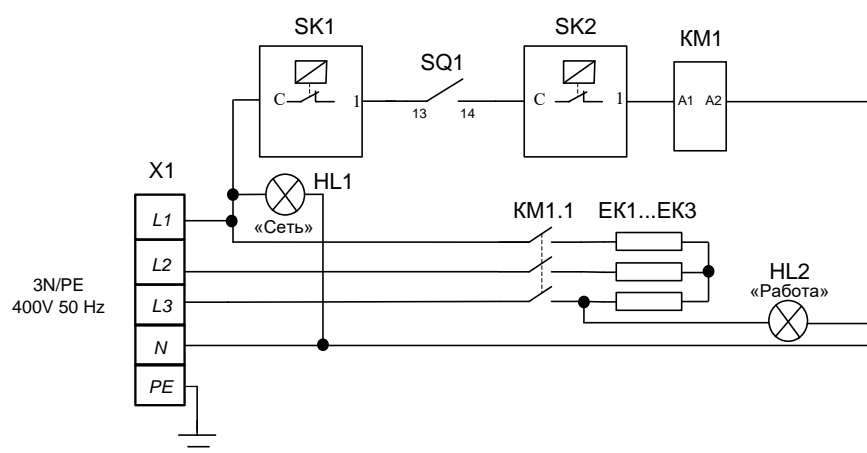 SK1
SK2
KM1
SQ1
C
1
C
1
A1
A2
13
14
X1
HL1
L1
«Сеть»
KM1.1
EK1...EK3
L2
3N/PE
400V 50 Hz
L3
HL2
«Работа»
N
PE